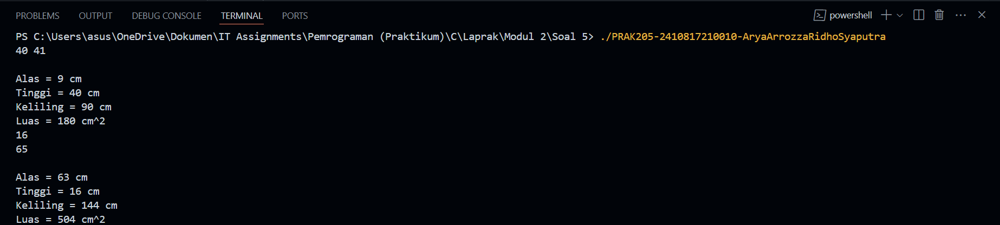 PROBLEMS OUTPUT DEBUG CONSOLE TERMINAL PORTS powershell
PS C:\Users\asus\OneDrive\Dokumen\IT Assignments\Pemrograman (Praktikum)\C\Laprak\Modul 2\Soal 5> ./PRAK205-2410817210010-AryaArrozzaRidhoSyaputra
40 41
Alas = 9 cm
Tinggi = 40 cm
Keliling = 90 cm
Luas = 180 cm^2
16
65
Alas = 63 cm
Tinggi = 16 cm
Keliling = 144 cm
Luas = 504 cm^2